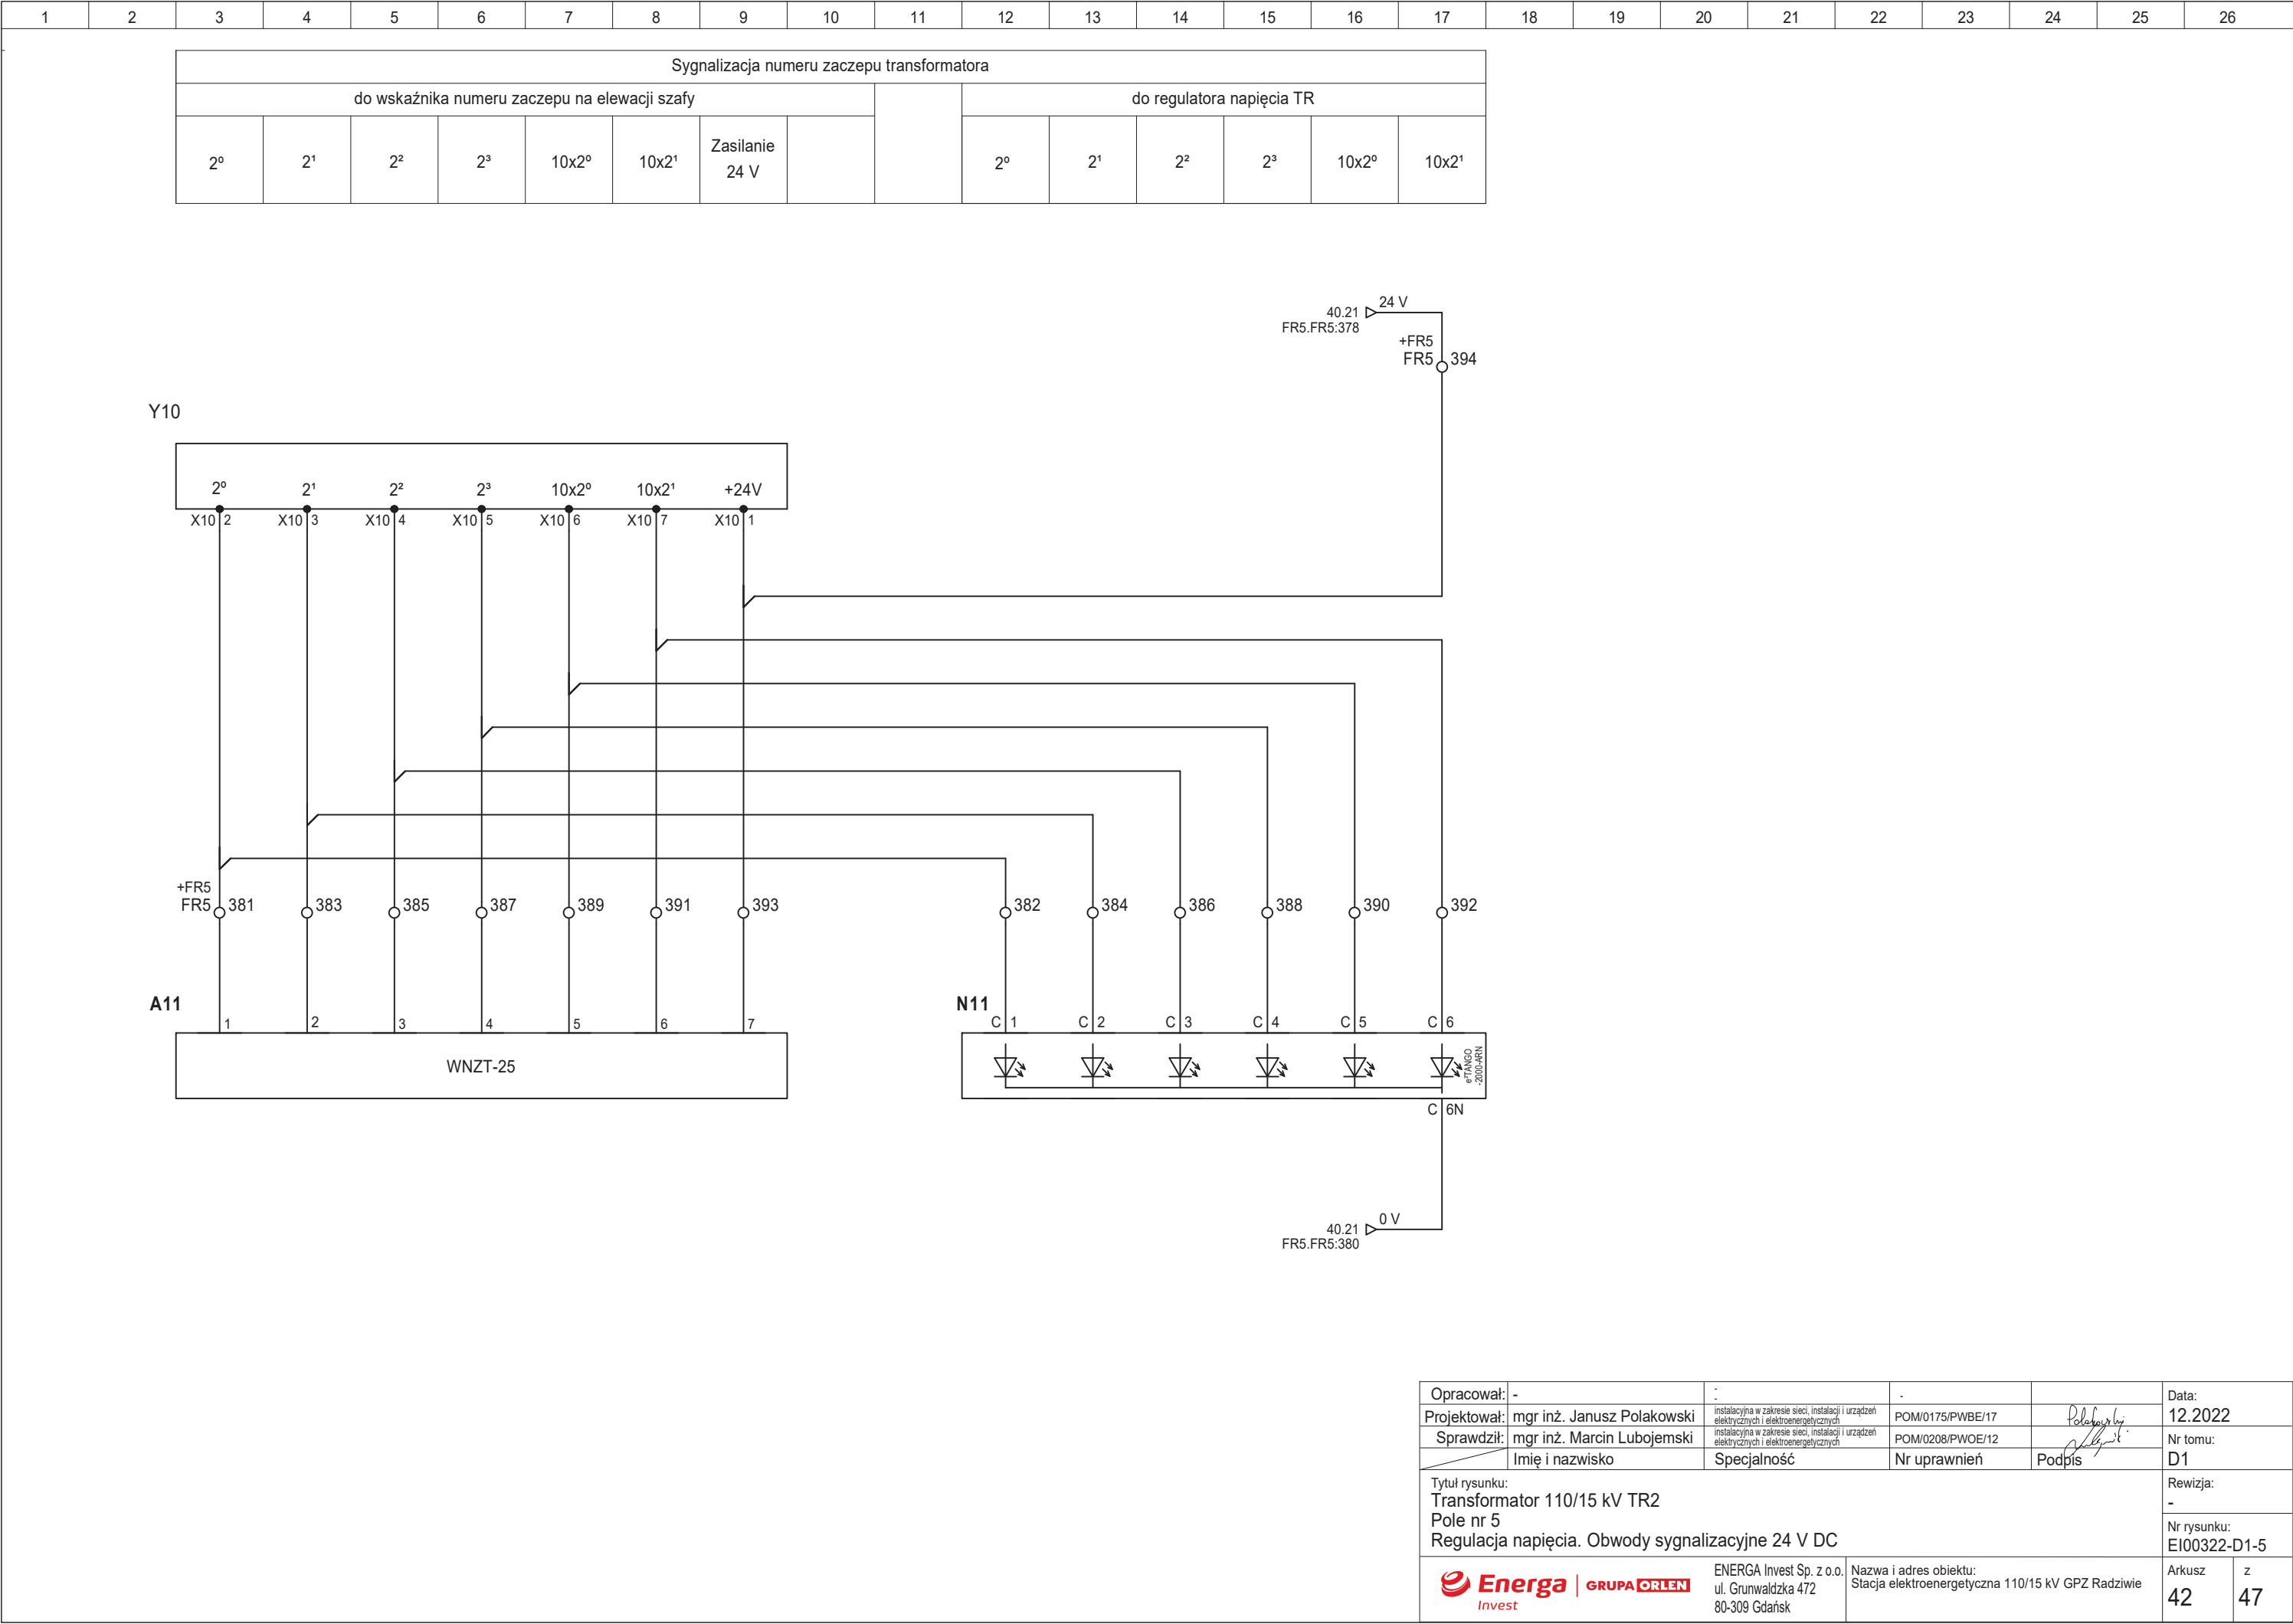 1 2 3 4 5 6 7 8 9 10 11 12 13 14 15 16 17 18 19 20 21 22 23 24 25 26
Sygnalizacja numeru zaczepu transformatora
do wskaźnika numeru zaczepu na elewacji szafy
do regulatora napięcia TR
2⁰ 2¹ 2² 2³ 10x2⁰ 10x2¹ Zasilanie
24 V
2⁰ 2¹ 2² 2³ 10x2⁰ 10x2¹
24 V
40.21
FR5.FR5:378
+FR5
FR5 394
Y10
2⁰ 2¹ 2² 2³ 10x2⁰ 10x2¹ +24V
X10 2 X10 3 X10 4 X10 5 X10 6 X10 7 X10 1
+FR5
FR5 381 383 385 387 389 391 393 382 384 386 388 390 392
A11
1 2 3 4 5 6 7
WNZT-25
N11
C 1 C 2 C 3 C 4 C 5 C 6
e²TANGO
-2000-ARN
C 6N
0 V
40.21
FR5.FR5:380
Opracował: - - -
-
Projektował: mgr inż. Janusz Polakowski
instalacyjna w zakresie sieci, instalacji i urządzeń
elektrycznych i elektroenergetycznych
POM/0175/PWBE/17
Sprawdził: mgr inż. Marcin Lubojemski
instalacyjna w zakresie sieci, instalacji i urządzeń
elektrycznych i elektroenergetycznych
POM/0208/PWOE/12
Imię i nazwisko Specjalność Nr uprawnień Podpis
Data:
12.2022
Nr tomu:
D1
Tytuł rysunku:
Transformator 110/15 kV TR2
Pole nr 5
Regulacja napięcia. Obwody sygnalizacyjne 24 V DC
Rewizja:
-
Nr rysunku:
EI00322-D1-5
Energa
Invest
GRUPA ORLEN
ENERGA Invest Sp. z o.o.
ul. Grunwaldzka 472
80-309 Gdańsk
Nazwa i adres obiektu:
Stacja elektroenergetyczna 110/15 kV GPZ Radziwie
Arkusz z
42 47